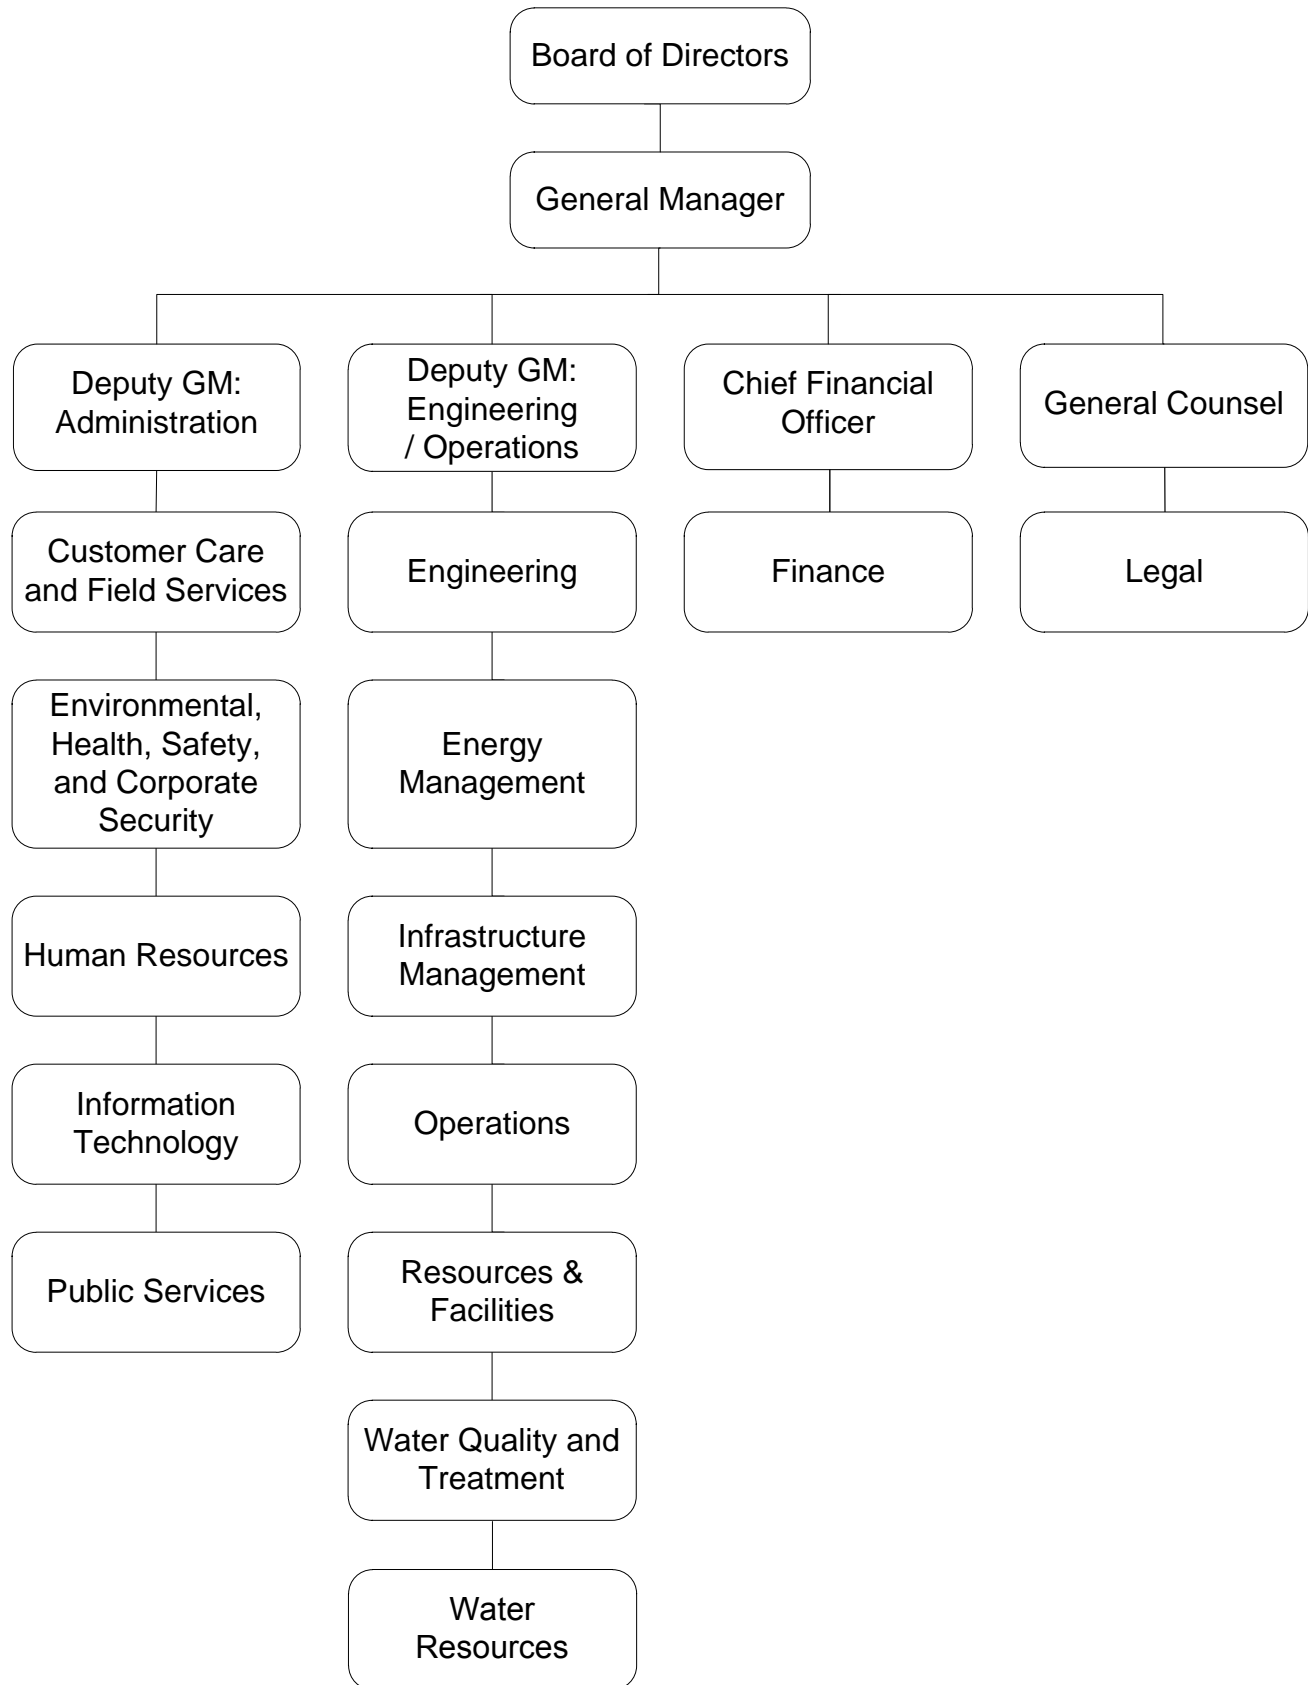 Board of Directors
General Manager
Deputy GM:
Administration
Deputy GM:
Engineering
/ Operations
Chief Financial
Officer
General Counsel
Customer Care
and Field Services
Engineering
Finance
Legal
Environmental,
Health, Safety,
and Corporate
Security
Energy
Management
Human Resources
Infrastructure
Management
Information
Technology
Operations
Public Services
Resources &
Facilities
Water Quality and
Treatment
Water
Resources